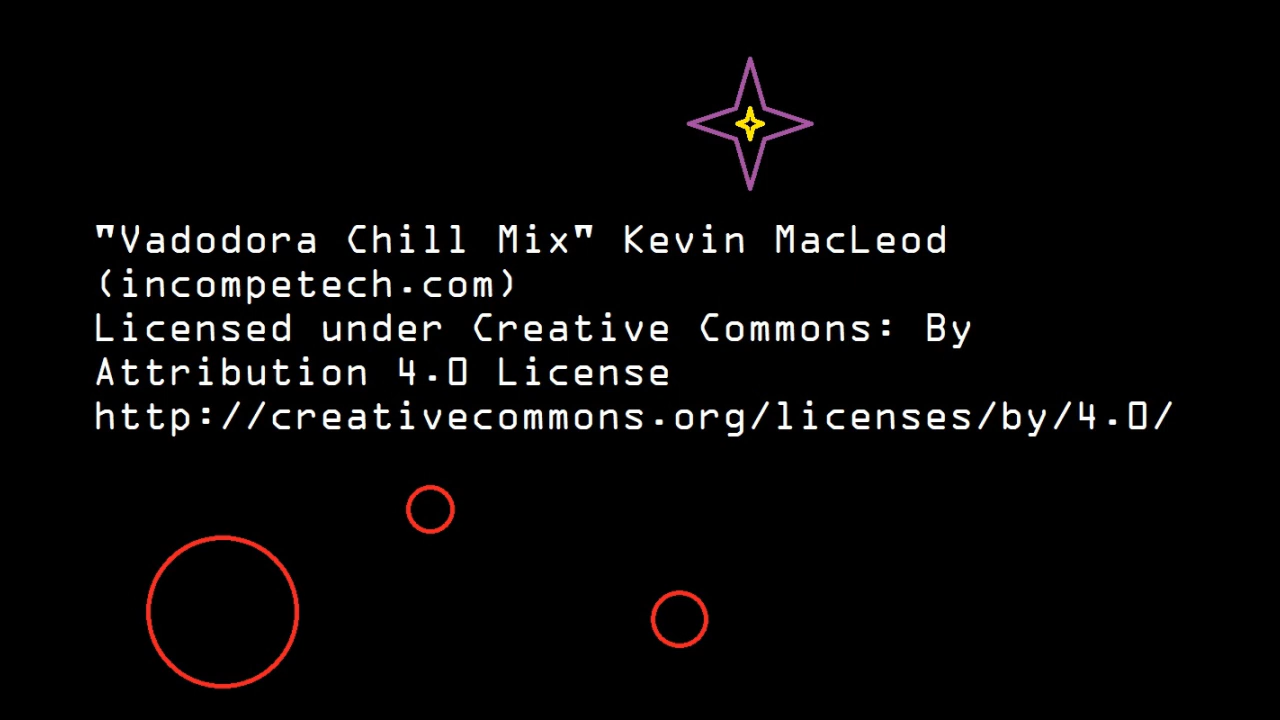 "Vadodora Chill Mix" Kevin MacLeod
(incompetech.com)
Licensed under Creative Commons: By
Attribution 4.0 License
http://creativecommons.org/licenses/by/4.0/